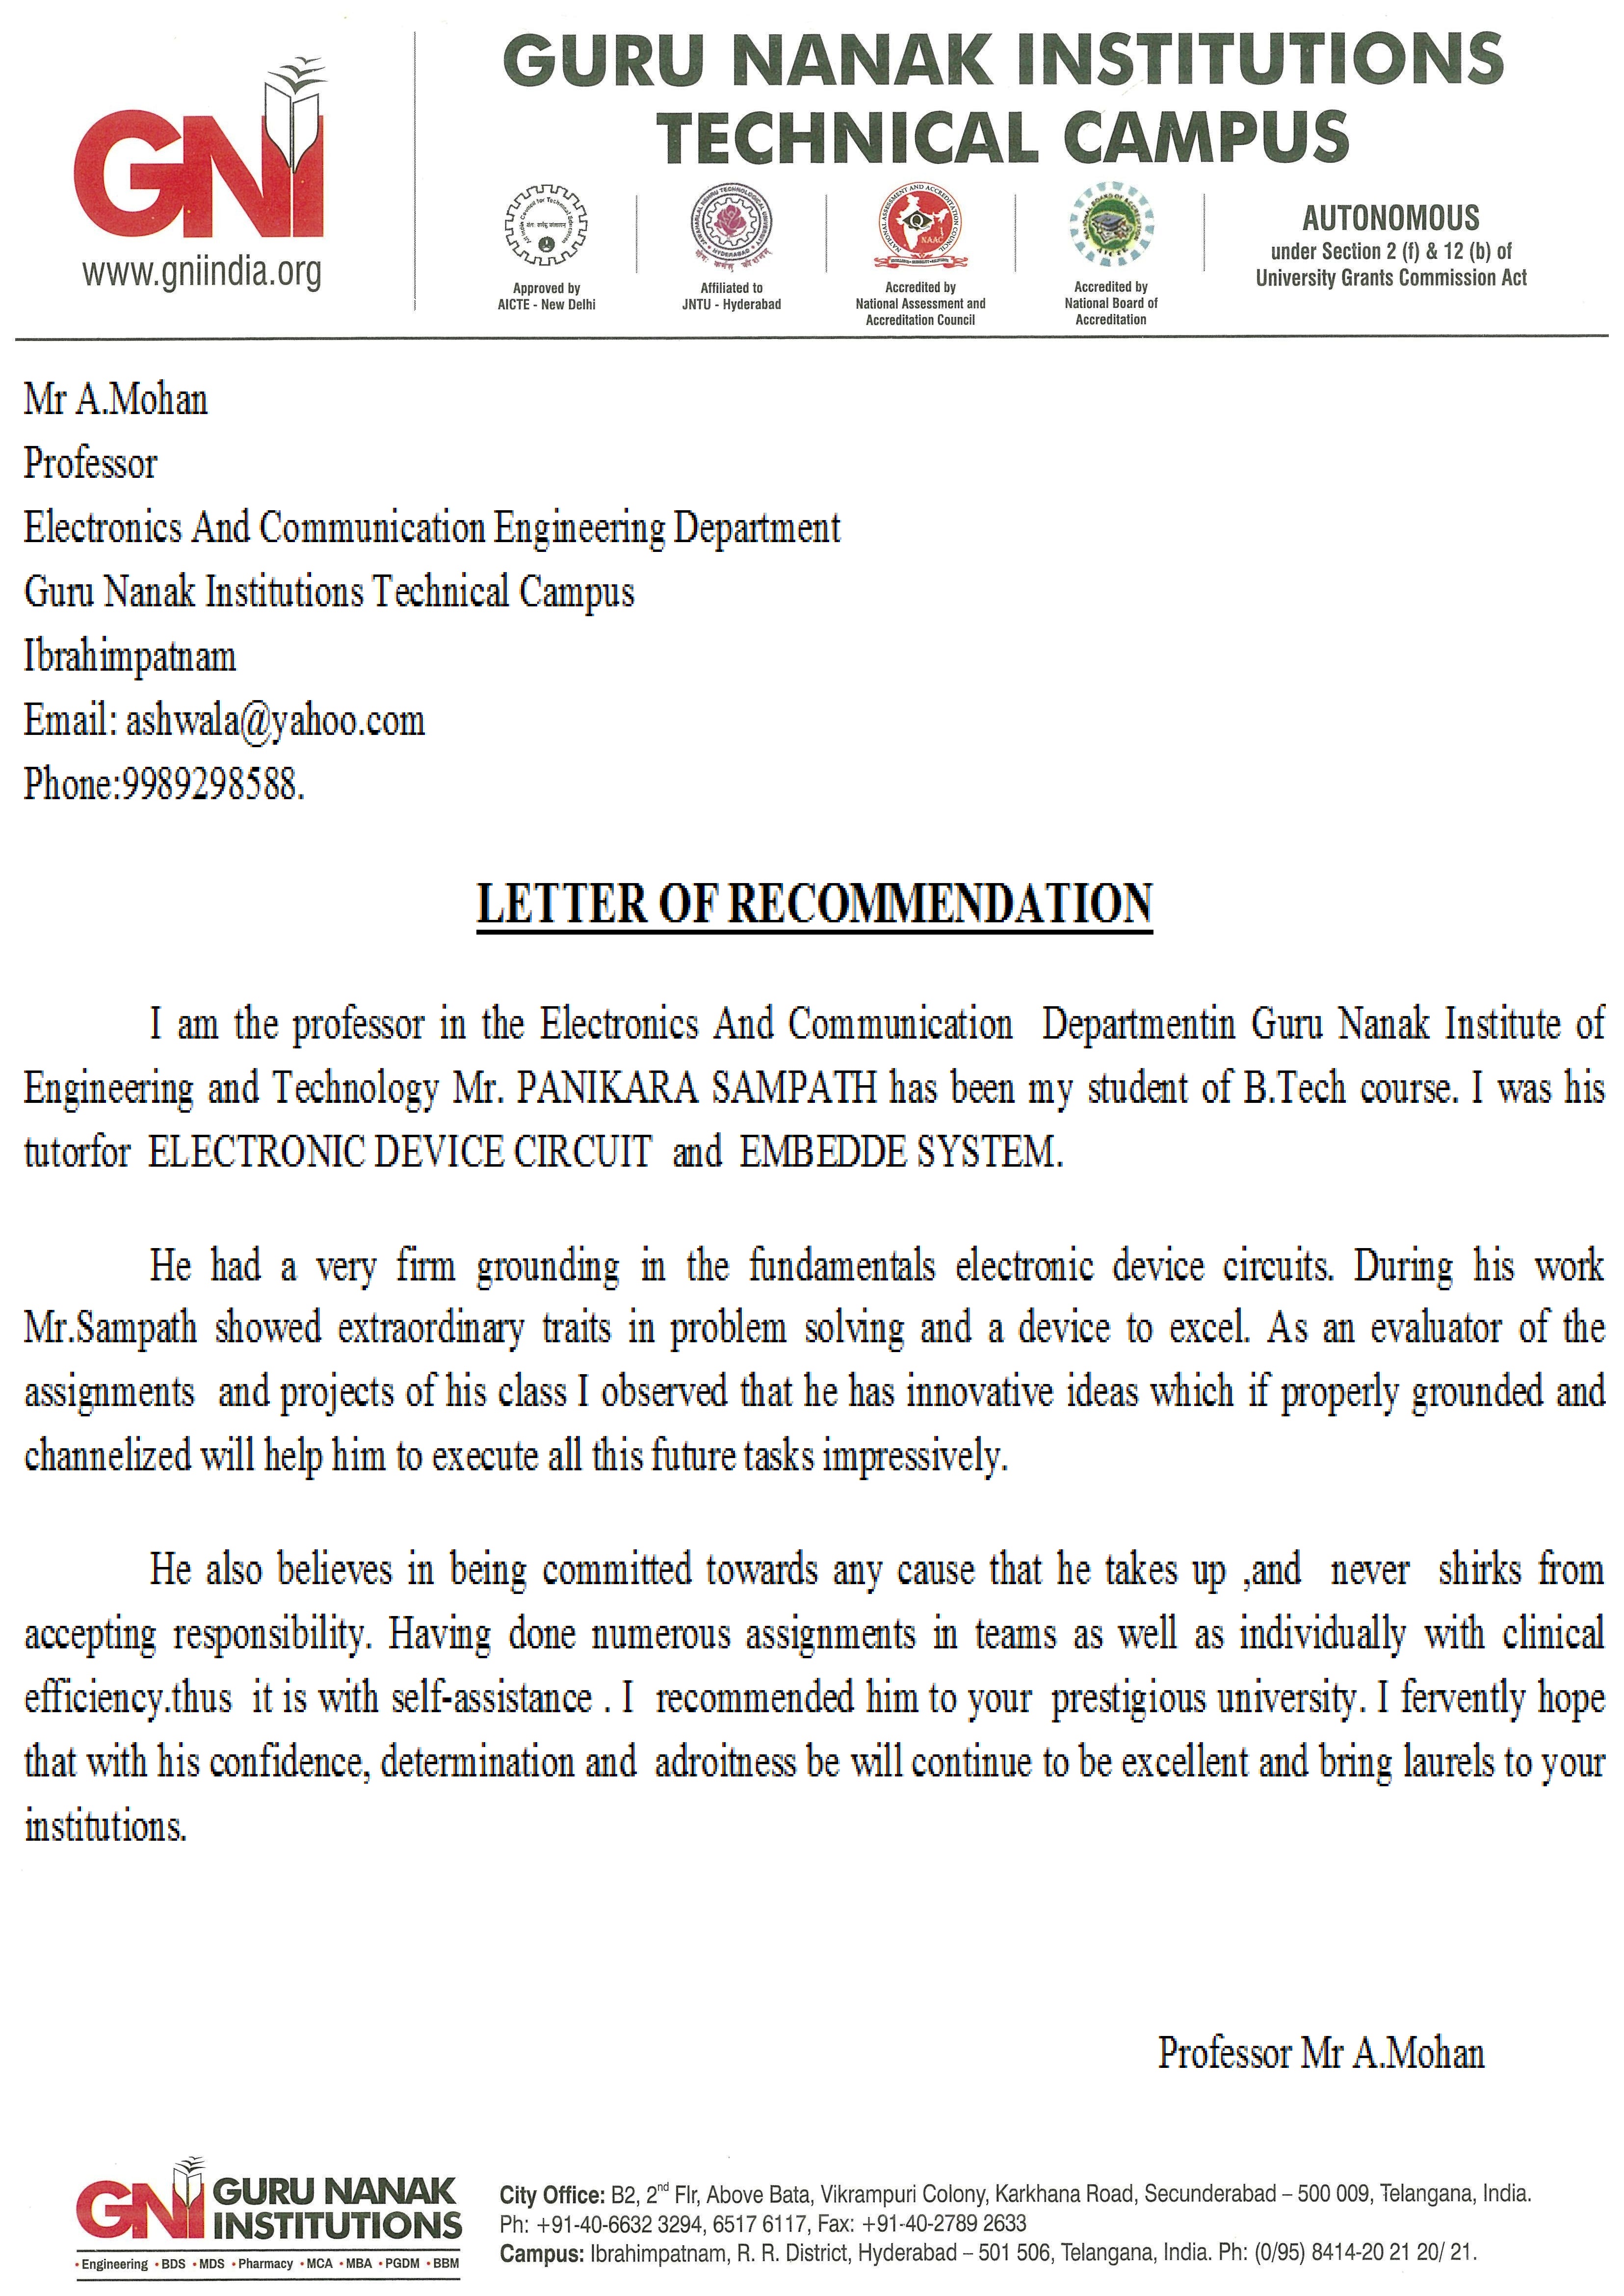 GURU NANAK INSTITUTIONS
TECHNICAL CAMPUS
GNI
www.gniindia.org
Approved by
AICTE - New Delhi
Affiliated to
JNTU - Hyderabad
NAAC
Accredited by
National Assessment and
Accreditation Council
Accredited by
National Board of
Accreditation
AUTONOMOUS
under Section 2 (f) & 12 (b) of
University Grants Commission Act
Mr A.Mohan
Professor
Electronics And Communication Engineering Department
Guru Nanak Institutions Technical Campus
Ibrahimpatnam
Email: ashwala@yahoo.com
Phone:9989298588.
LETTER OF RECOMMENDATION
I am the professor in the Electronics And Communication Departmentin Guru Nanak Institute of
Engineering and Technology Mr. PANIKARA SAMPATH has been my student of B.Tech course. I was his
tutorfor ELECTRONIC DEVICE CIRCUIT and EMBEDDE SYSTEM.
He had a very firm grounding in the fundamentals electronic device circuits. During his work
Mr.Sampath showed extraordinary traits in problem solving and a device to excel. As an evaluator of the
assignments and projects of his class I observed that he has innovative ideas which if properly grounded and
channelized will help him to execute all this future tasks impressively.
He also believes in being committed towards any cause that he takes up ,and never shirks from
accepting responsibility. Having done numerous assignments in teams as well as individually with clinical
efficiency.thus it is with self-assistance . I recommended him to your prestigious university. I fervently hope
that with his confidence, determination and adroitness be will continue to be excellent and bring laurels to your
institutions.
Professor Mr A.Mohan
GNI GURU NANAK
INSTITUTIONS
• Engineering • BDS • MDS • Pharmacy • MCA • MBA • PGDM • BBM
City Office: B2, 2nd Flr, Above Bata, Vikrampuri Colony, Karkhana Road, Secunderabad – 500 009, Telangana, India.
Ph: +91-40-6632 3294, 6517 6117, Fax: +91-40-2789 2633
Campus: Ibrahimpatnam, R. R. District, Hyderabad – 501 506, Telangana, India. Ph: (0/95) 8414-20 21 20/ 21.